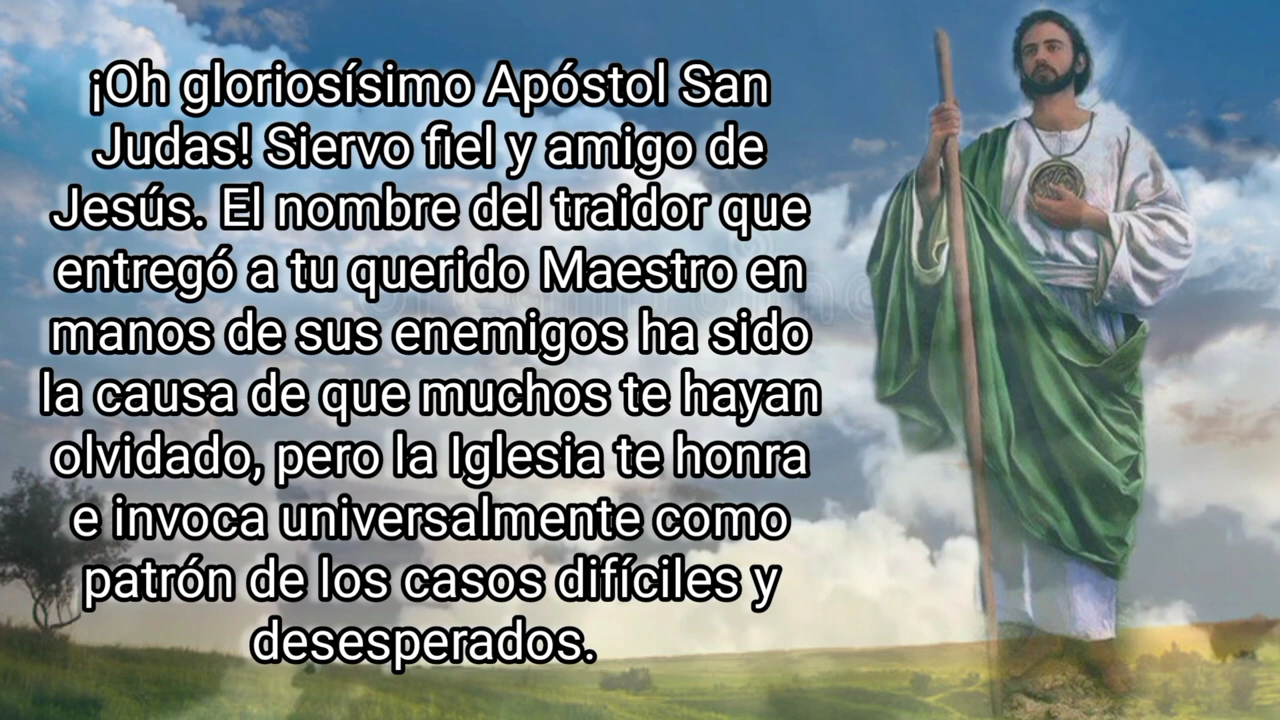 ¡Oh gloriosísimo Apóstol San
Judas! Siervo fiel y amigo de
Jesús. El nombre del traidor que
entregó a tu querido Maestro en
manos de sus enemigos ha sido
la causa de que muchos te hayan
olvidado, pero la Iglesia te honra
e invoca universalmente como
patrón de los casos difíciles y
desesperados.